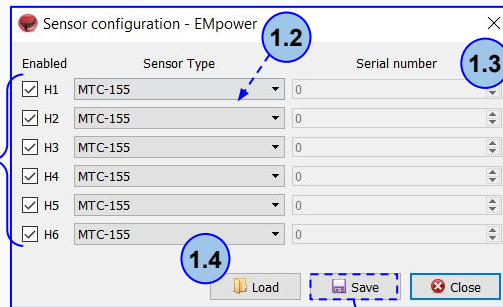 Sensor configuration - EMpower
1.2
Enabled Sensor Type Serial number 1.3
H1 MTC-155 0
H2 MTC-155 0
H3 MTC-155 0
H4 MTC-155 0
H5 MTC-155 0
H6 MTC-155 0
1.4
Load Save Close